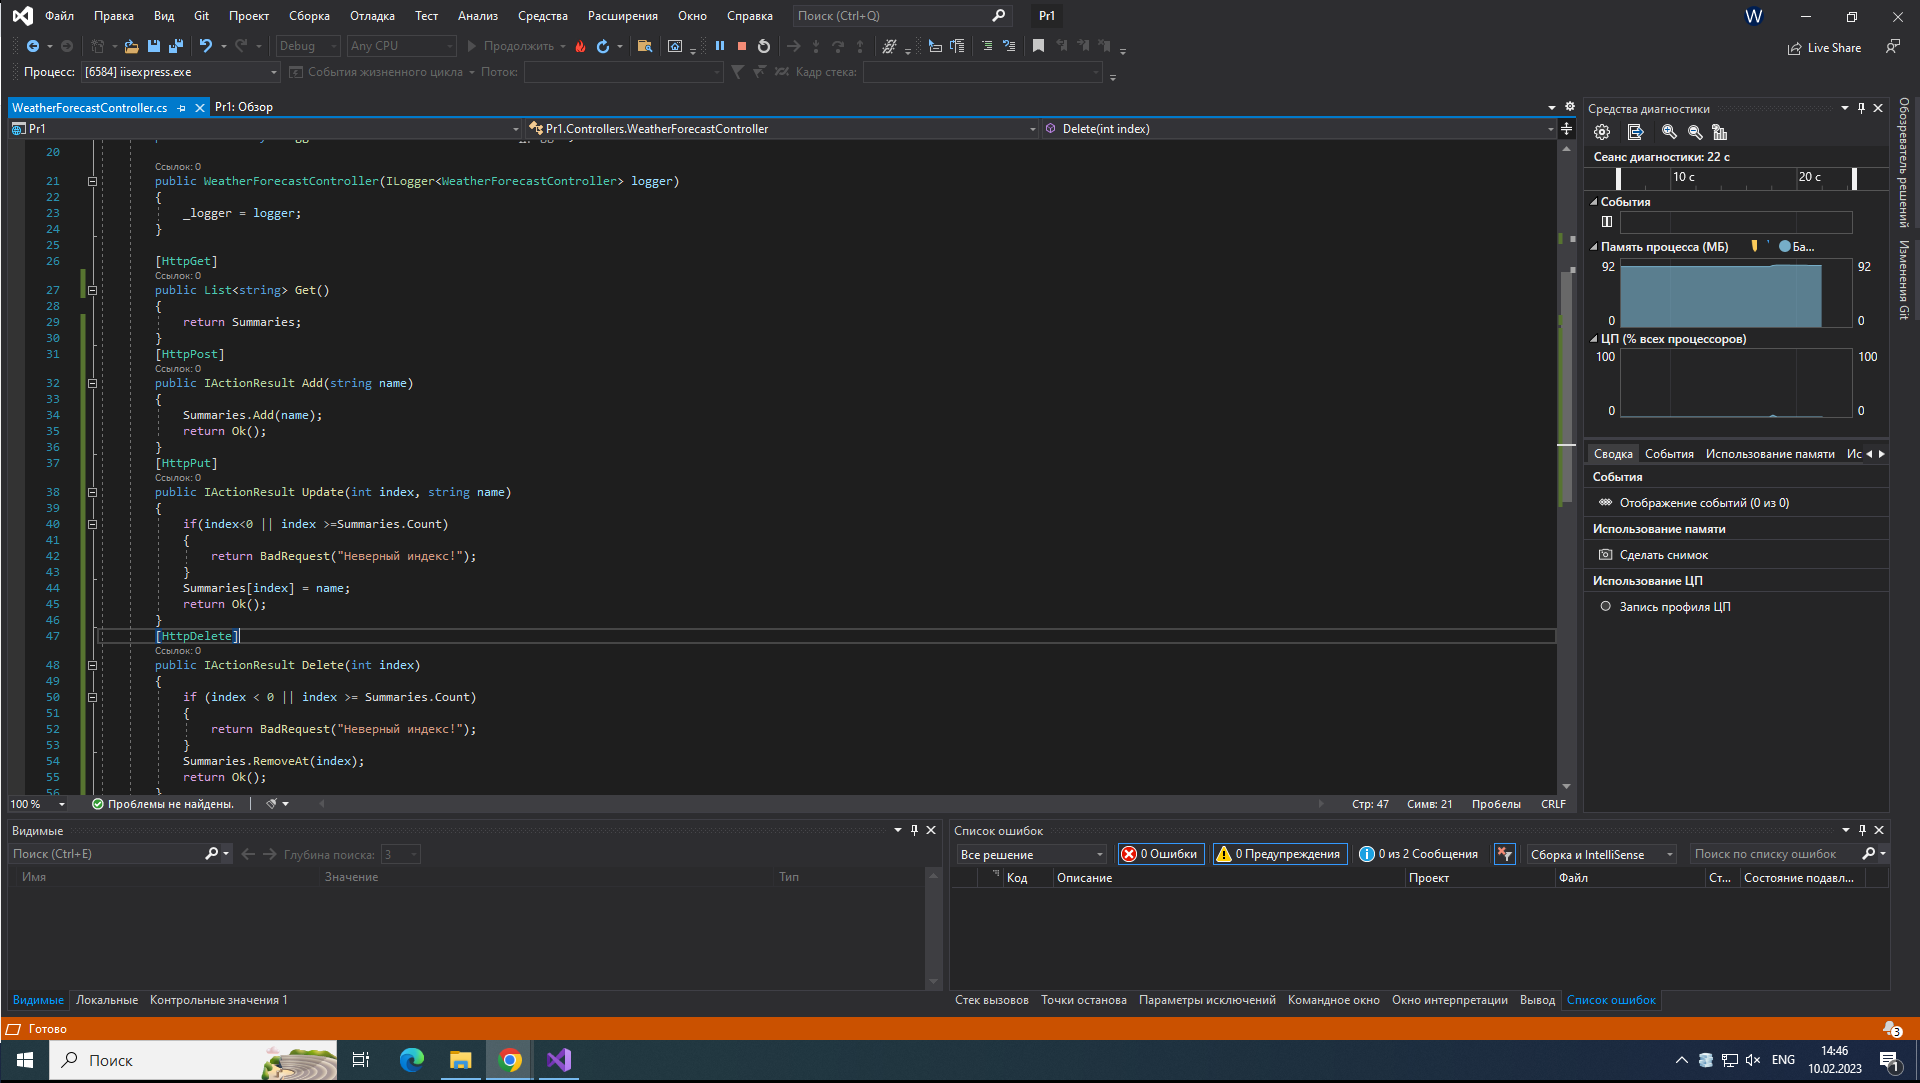 Файл Правка Вид Git Проект Сборка Отладка Тест Анализ Средства Расширения Окно Справка Поиск (Ctrl+Q) Pr1 W
Debug Any CPU Продолжить Live Share
Процесс: [6584] iisexpress.exe События жизненного цикла Поток: Кадр стека:
WeatherForecastController.cs Pr1: Обзор
Pr1 Pr1.Controllers.WeatherForecastController Delete(int index)
20
Ссылок: 0
21 public WeatherForecastController(ILogger<WeatherForecastController> logger)
22 {
23 _logger = logger;
24 }
25
26 [HttpGet]
Ссылок: 0
27 public List<string> Get()
28 {
29 return Summaries;
30 }
31 [HttpPost]
Ссылок: 0
32 public IActionResult Add(string name)
33 {
34 Summaries.Add(name);
35 return Ok();
36 }
37 [HttpPut]
Ссылок: 0
38 public IActionResult Update(int index, string name)
39 {
40 if(index<0 || index >=Summaries.Count)
41 {
42 return BadRequest("Неверный индекс!");
43 }
44 Summaries[index] = name;
45 return Ok();
46 }
47 [HttpDelete]
Ссылок: 0
48 public IActionResult Delete(int index)
49 {
50 if (index < 0 || index >= Summaries.Count)
51 {
52 return BadRequest("Неверный индекс!");
53 }
54 Summaries.RemoveAt(index);
55 return Ok();
56 }
100 % Проблемы не найдены. Стр: 47 Симв: 21 Пробелы CRLF
Средства диагностики
Сеанс диагностики: 22 с
10 с 20 с
События
Память процесса (МБ) Ба...
92 92
0 0
ЦП (% всех процессоров)
100 100
0 0
Сводка События Использование памяти Ис
События
Отображение событий (0 из 0)
Использование памяти
Сделать снимок
Использование ЦП
Запись профиля ЦП
Обозреватель решений
Изменения Git
Видимые
Поиск (Ctrl+E) Глубина поиска: 3
Имя Значение Тип
Видимые Локальные Контрольные значения 1
Список ошибок
Все решение 0 Ошибки 0 Предупреждения 0 из 2 Сообщения Сборка и IntelliSense Поиск по списку ошибок
Код Описание Проект Файл Ст... Состояние подавл...
Стек вызовов Точки останова Параметры исключений Командное окно Окно интерпретации Вывод Список ошибок
Готово 3
Поиск ENG 14:46
10.02.2023 1